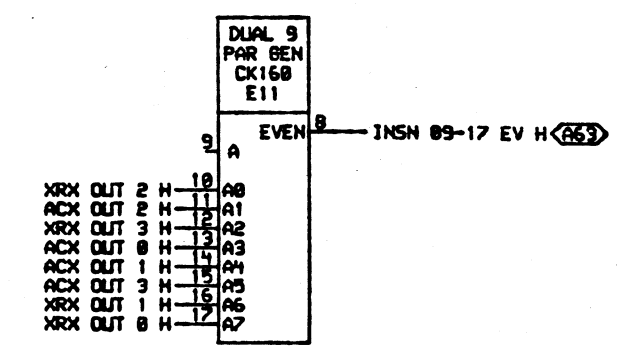 DUAL 9
PAR GEN
CK160
E11
EVEN 8 INSN 09-17 EV H A69
9 A
XRX OUT 2 H 10 A0
ACX OUT 2 H 11 A1
XRX OUT 3 H 12 A2
ACX OUT 0 H 13 A3
ACX OUT 1 H 14 A4
ACX OUT 3 H 15 A5
XRX OUT 1 H 16 A6
XRX OUT 0 H 17 A7